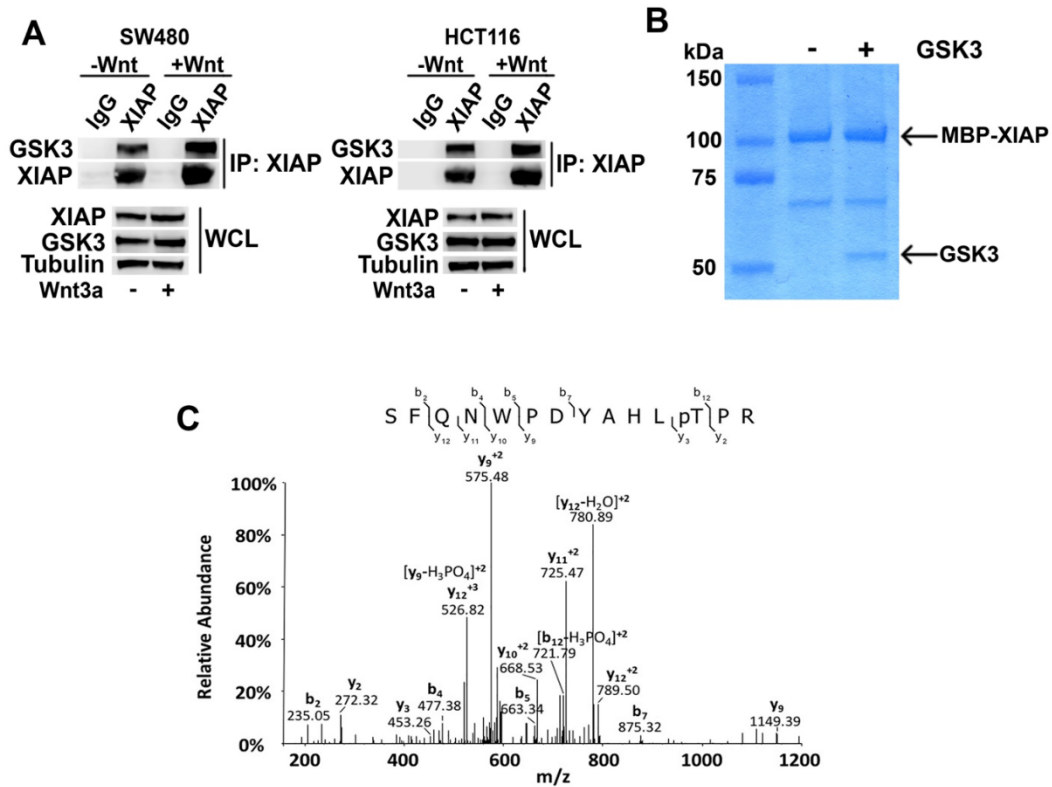 A
SW480
-Wnt +Wnt
IgG XIAP IgG XIAP
GSK3
XIAP
IP: XIAP
XIAP
GSK3
Tubulin
WCL
Wnt3a - +
HCT116
-Wnt +Wnt
IgG XIAP IgG XIAP
GSK3
XIAP
IP: XIAP
XIAP
GSK3
Tubulin
WCL
Wnt3a - +
B
kDa - + GSK3
150
100
75
50
MBP-XIAP
GSK3
C
b2 b4 b5 b7 b12
S F Q N W P D Y A H L pT P R
y12 y11 y10 y9 y3 y2
Relative Abundance
100%
80%
60%
40%
20%
0%
b2
235.05
y2
272.32
y3
453.26
b4
477.38
[y9-H3PO4]+2
y12+3
526.82
y9+2
575.48
b5
663.34
y10+2
668.53
[b12-H3PO4]+2
721.79
y11+2
725.47
[y12-H2O]+2
780.89
y12+2
789.50
b7
875.32
y9
1149.39
200 400 600 800 1000 1200
m/z